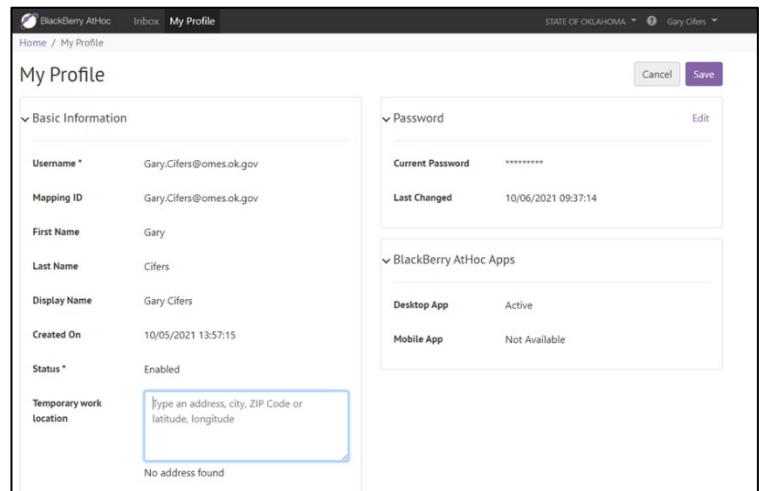 BlackBerry AtHoc Inbox My Profile STATE OF OKLAHOMA Gary Cifers
Home / My Profile
My Profile
Cancel Save
Basic Information
Username * Gary.Cifers@omes.ok.gov
Mapping ID Gary.Cifers@omes.ok.gov
First Name Gary
Last Name Cifers
Display Name Gary Cifers
Created On 10/05/2021 13:57:15
Status * Enabled
Temporary work location
Type an address, city, ZIP Code or
latitude, longitude
No address found
Password Edit
Current Password *********
Last Changed 10/06/2021 09:37:14
BlackBerry AtHoc Apps
Desktop App Active
Mobile App Not Available